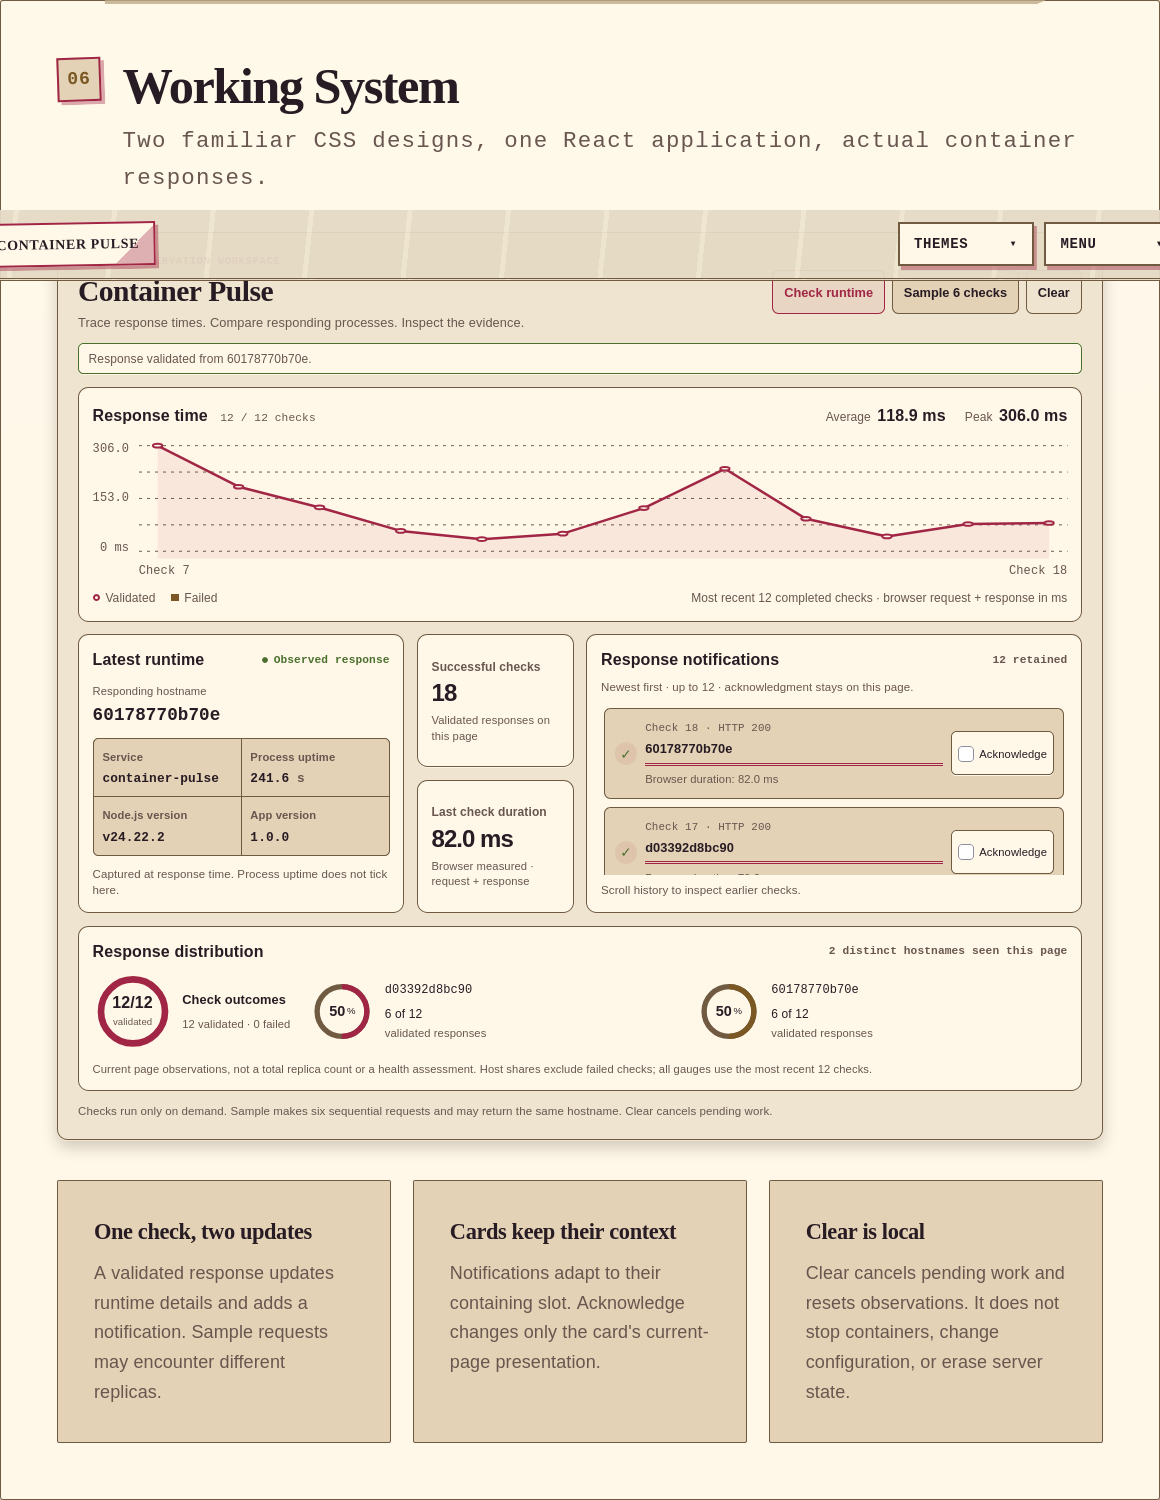 06
Working System
Two familiar CSS designs, one React application, actual container
responses.
CONTAINER PULSE
THEMES ▾
MENU
Container Pulse
Trace response times. Compare responding processes. Inspect the evidence.
Check runtime
Sample 6 checks
Clear
Response validated from 60178770b70e.
Response time 12 / 12 checks
Average 118.9 ms Peak 306.0 ms
306.0
153.0
0 ms
Check 7
Check 18
Validated
Failed
Most recent 12 completed checks · browser request + response in ms
Latest runtime
● Observed response
Responding hostname
60178770b70e
Service
container-pulse
Process uptime
241.6 s
Node.js version
v24.22.2
App version
1.0.0
Captured at response time. Process uptime does not tick
here.
Successful checks
18
Validated responses on
this page
Last check duration
82.0 ms
Browser measured ·
request + response
Response notifications
12 retained
Newest first · up to 12 · acknowledgment stays on this page.
Check 18 · HTTP 200
✓
60178770b70e
Browser duration: 82.0 ms
Acknowledge
Check 17 · HTTP 200
✓
d03392d8bc90
Acknowledge
Scroll history to inspect earlier checks.
Response distribution
2 distinct hostnames seen this page
12/12
validated
Check outcomes
12 validated · 0 failed
50%
d03392d8bc90
6 of 12
validated responses
50%
60178770b70e
6 of 12
validated responses
Current page observations, not a total replica count or a health assessment. Host shares exclude failed checks; all gauges use the most recent 12 checks.
Checks run only on demand. Sample makes six sequential requests and may return the same hostname. Clear cancels pending work.
One check, two updates
A validated response updates
runtime details and adds a
notification. Sample requests
may encounter different
replicas.
Cards keep their context
Notifications adapt to their
containing slot. Acknowledge
changes only the card's current-
page presentation.
Clear is local
Clear cancels pending work and
resets observations. It does not
stop containers, change
configuration, or erase server
state.